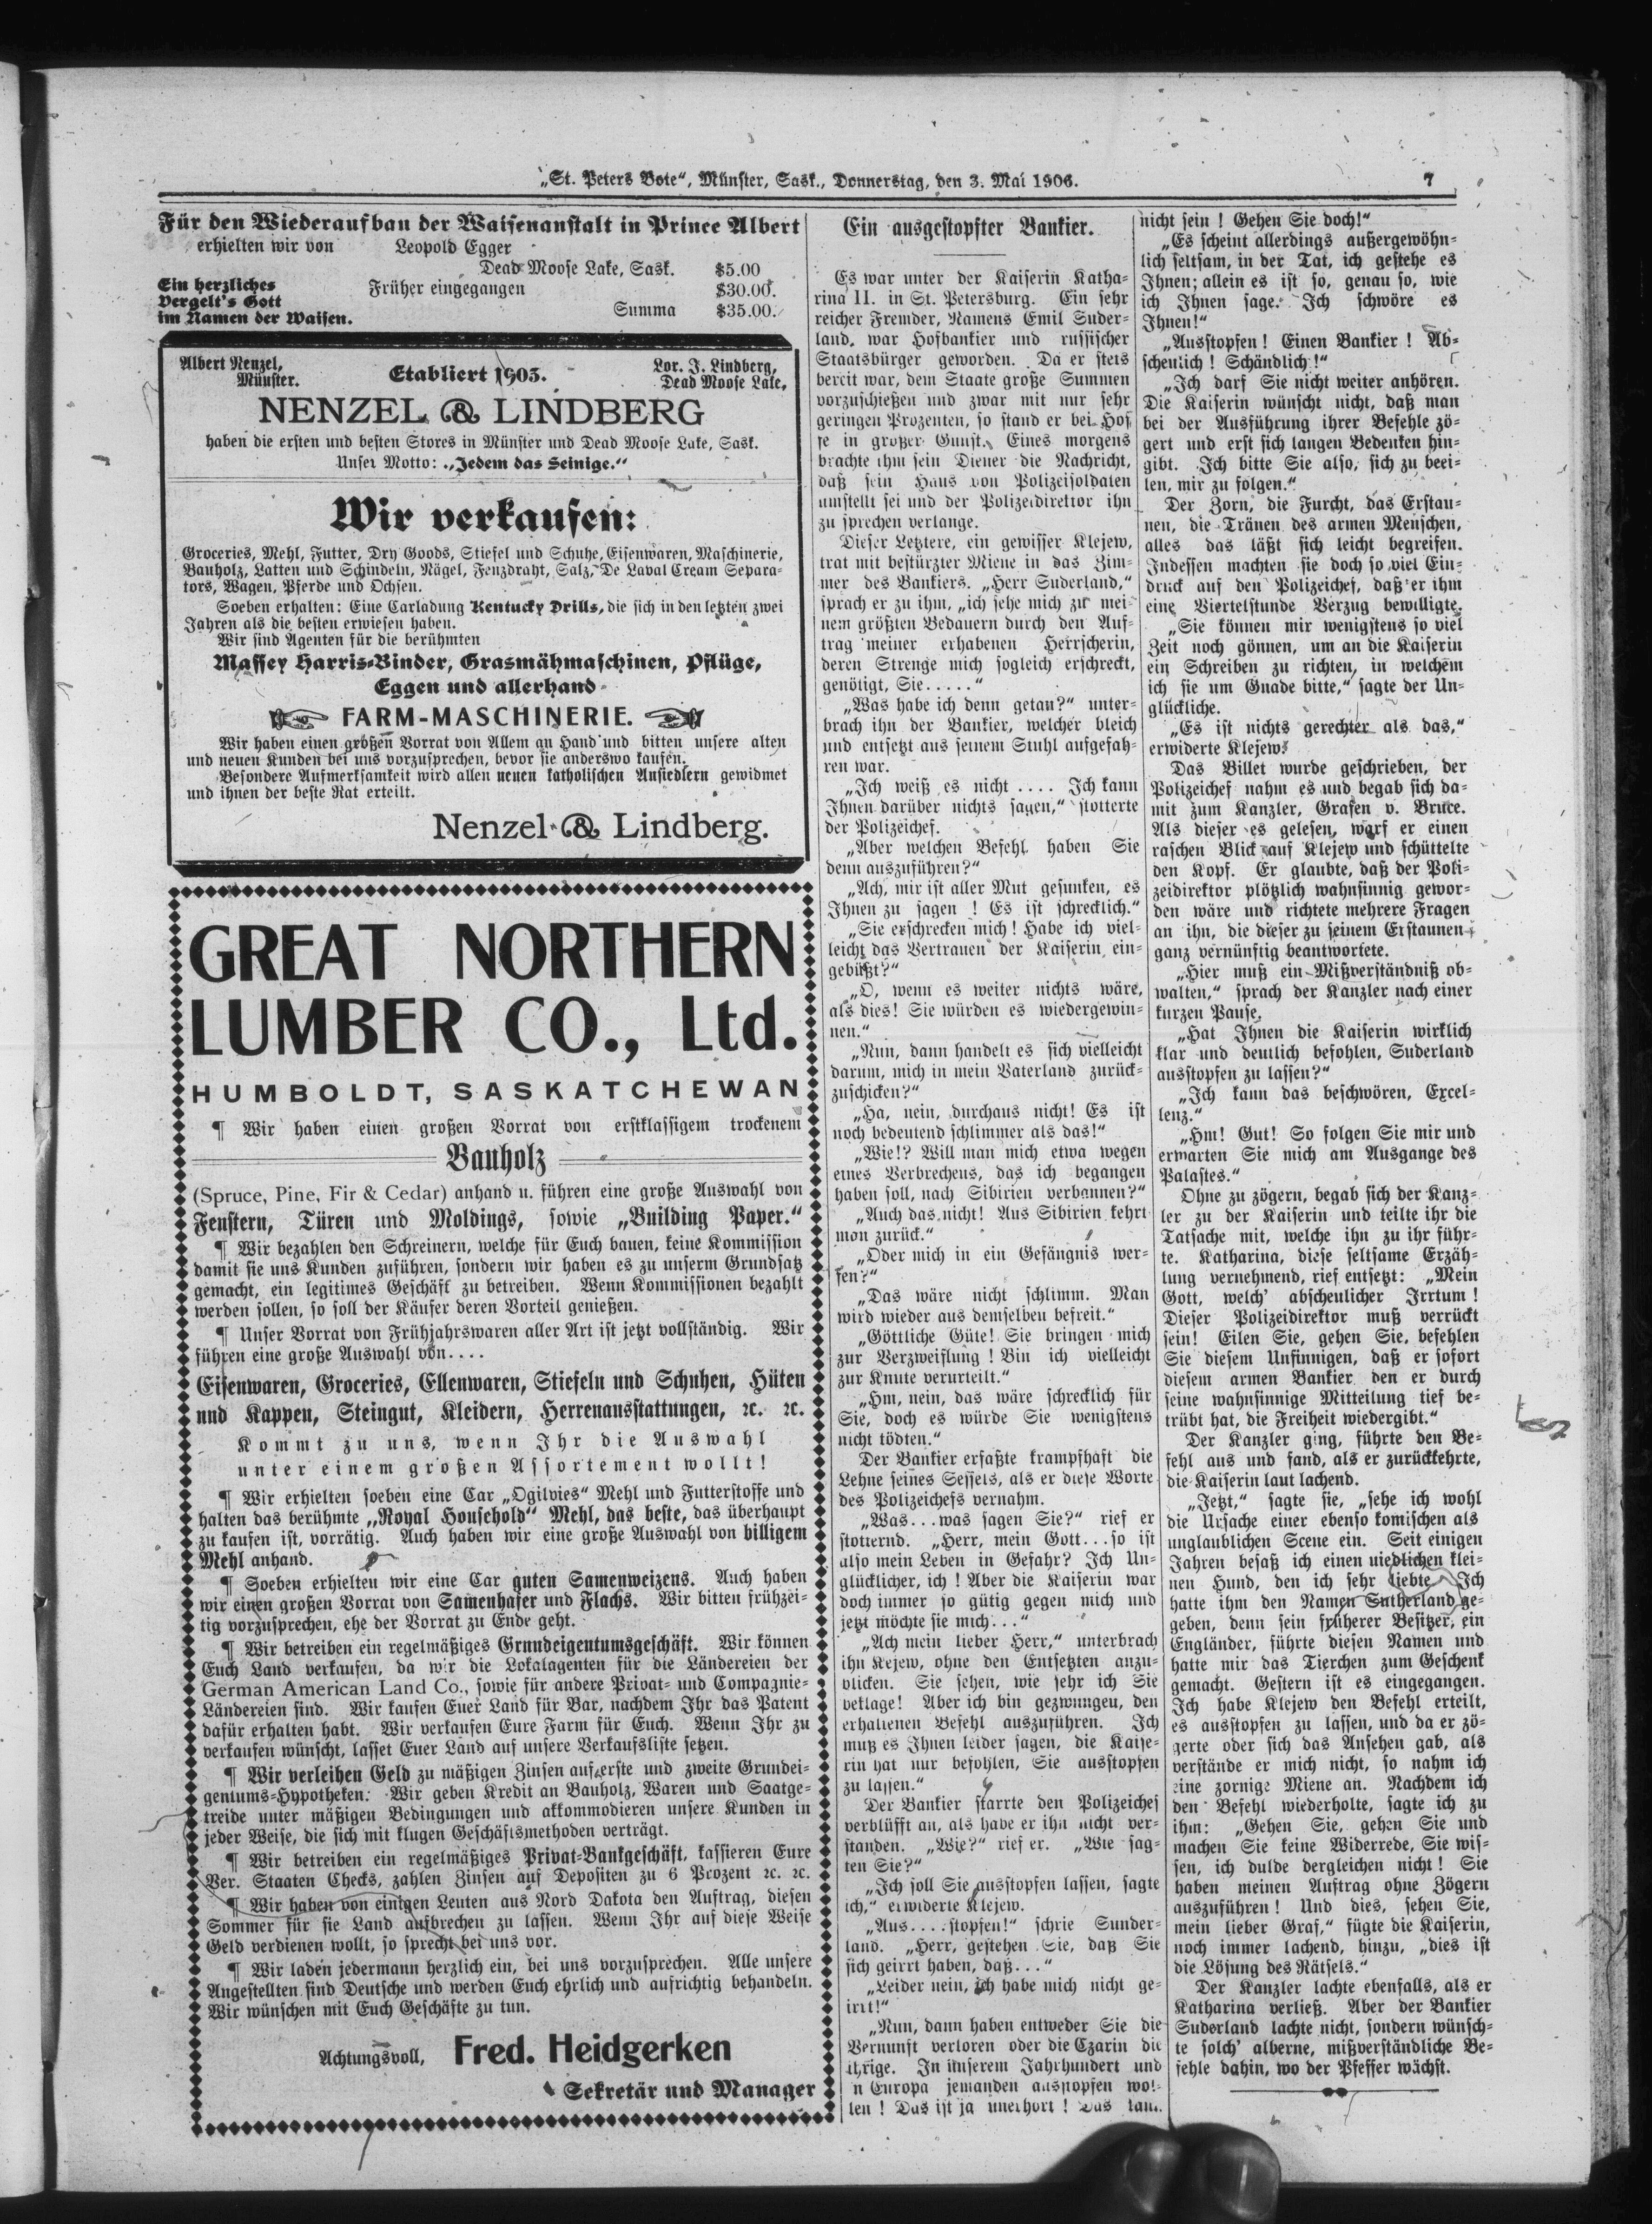 „St. Peters Bote“, Münster, Sask., Donnerstag, den 3. Mai 1906.
7
Für den Wiederaufbau der Waisenanstalt in Prince Albert
erhielten wir von Leopold Egger
Dead Moose Lake, Sask. $5.00
Ein herzliches
Vergelt's Gott
im Namen der Waisen.
Früher eingegangen $30.00.
Summa $35.00.
Albert Nenzel,
Münster.
Etabliert 1903.
Lor. J. Lindberg,
Dead Moose Lake,
NENZEL & LINDBERG
haben die ersten und besten Stores in Münster und Dead Moose Lake, Sask.
Unser Motto: „Jedem das Seinige.“
Wir verkaufen:
Groceries, Mehl, Futter, Dry Goods, Stiefel und Schuhe, Eisenwaren, Maschinerie,
Bauholz, Latten und Schindeln, Nägel, Fenzdraht, Salz, De Laval Cream Separa-
tors, Wagen, Pferde und Ochsen.
Soeben erhalten: Eine Carladung Kentucky Drills, die sich in den letzten zwei
Jahren als die besten erwiesen haben.
Wir sind Agenten für die berühmten
Massey Harris-Binder, Grasmähmaschinen, Pflüge,
Eggen und allerhand
FARM-MASCHINERIE.
Wir haben einen großen Vorrat von Allem an Hand und bitten unsere alten
und neuen Kunden bei uns vorzusprechen, bevor sie anderswo kaufen.
Besondere Aufmerksamkeit wird allen neuen katholischen Ansiedlern gewidmet
und ihnen der beste Rat erteilt.
Nenzel & Lindberg.
GREAT NORTHERN
LUMBER CO., Ltd.
HUMBOLDT, SASKATCHEWAN
¶ Wir haben einen großen Vorrat von erstklassigem trockenem
Bauholz
(Spruce, Pine, Fir & Cedar) anhand u. führen eine große Auswahl von
Fenstern, Türen und Moldings, sowie „Building Paper.“
¶ Wir bezahlen den Schreinern, welche für Euch bauen, keine Kommission
damit sie uns Kunden zuführen, sondern wir haben es zu unserm Grundsatz
gemacht, ein legitimes Geschäft zu betreiben. Wenn Kommissionen bezahlt
werden sollen, so soll der Käufer deren Vorteil genießen.
¶ Unser Vorrat von Frühjahrswaren aller Art ist jetzt vollständig. Wir
führen eine große Auswahl von....
Eisenwaren, Groceries, Ellenwaren, Stiefeln und Schuhen, Hüten
und Kappen, Steingut, Kleidern, Herrenausstattungen, ꝛc. ꝛc.
Kommt zu uns, wenn Ihr die Auswahl
unter einem großen Assortement wollt!
¶ Wir erhielten soeben eine Car „Ogilvies“ Mehl und Futterstoffe und
halten das berühmte „Royal Household“ Mehl, das beste, das überhaupt
zu kaufen ist, vorrätig. Auch haben wir eine große Auswahl von billigem
Mehl anhand.
¶ Soeben erhielten wir eine Car guten Samenweizens. Auch haben
wir einen großen Vorrat von Samenhafer und Flachs. Wir bitten frühzei-
tig vorzusprechen, ehe der Vorrat zu Ende geht.
¶ Wir betreiben ein regelmäßiges Grundeigentumsgeschäft. Wir können
Euch Land verkaufen, da wir die Lokalagenten für die Ländereien der
German American Land Co., sowie für andere Privat- und Compagnie-
Ländereien sind. Wir kaufen Euer Land für Bar, nachdem Ihr das Patent
dafür erhalten habt. Wir verkaufen Eure Farm für Euch. Wenn Ihr zu
verkaufen wünscht, lasset Euer Land auf unsere Verkaufsliste setzen.
¶ Wir verleihen Geld zu mäßigen Zinsen auf erste und zweite Grundei-
gentums-Hypotheken. Wir geben Kredit an Bauholz, Waren und Saatge-
treide unter mäßigen Bedingungen und akkommodieren unsere Kunden in
jeder Weise, die sich mit klugen Geschäftsmethoden verträgt.
¶ Wir betreiben ein regelmäßiges Privat-Bankgeschäft, kassieren Eure
Ver. Staaten Checks, zahlen Zinsen auf Depositen zu 6 Prozent ꝛc. ꝛc.
¶ Wir haben von einigen Leuten aus Nord Dakota den Auftrag, diesen
Sommer für sie Land aufbrechen zu lassen. Wenn Ihr auf diese Weise
Geld verdienen wollt, so sprecht bei uns vor.
¶ Wir laden jedermann herzlich ein, bei uns vorzusprechen. Alle unsere
Angestellten sind Deutsche und werden Euch ehrlich und aufrichtig behandeln.
Wir wünschen mit Euch Geschäfte zu tun.
Achtungsvoll, Fred. Heidgerken
Sekretär und Manager
Ein ausgestopfter Bankier.
Es war unter der Kaiserin Katha-
rina II. in St. Petersburg. Ein sehr
reicher Fremder, Namens Emil Suder-
land, war Hofbankier und russischer
Staatsbürger geworden. Da er stets
bereit war, dem Staate große Summen
vorzuschießen und zwar mit nur sehr
geringen Prozenten, so stand er bei Hof
e in großer Gunst. Eines morgens
brachte ihm sein Diener die Nachricht,
daß sein Haus von Polizeisoldaten
umstellt sei und der Polizeidirektor ihn
zu sprechen verlange.
Dieser Letztere, ein gewisser Klejew,
trat mit bestürzter Miene in das Zim-
mer des Bankiers. „Herr Suderland,“
sprach er zu ihm, „ich sehe mich zu mei-
nem größten Bedauern durch den Auf-
trag meiner erhabenen Herrscherin,
deren Strenge mich sogleich erschreckt,
genötigt, Sie.....“
„Was habe ich denn getan?“ unter-
brach ihn der Bankier, welcher bleich
und entsetzt aus seinem Stuhl aufgefah-
ren war.
„Ich weiß es nicht.... Ich kann
Ihnen darüber nichts sagen,“ stotterte
der Polizeichef.
„Aber welchen Befehl haben Sie
denn auszuführen?“
„Ach, mir ist aller Mut gesunken, es
Ihnen zu sagen! Es ist schrecklich.“
„Sie erschrecken mich! Habe ich viel-
leicht das Vertrauen der Kaiserin ein-
gebüßt?“
„O, wenn es weiter nichts wäre,
als dies! Sie würden es wiedergewin-
nen.“
„Nun, dann handelt es sich vielleicht
darum, mich in mein Vaterland zurück-
zuschicken?“
„Ha, nein, durchaus nicht! Es ist
noch bedeutend schlimmer als das!“
„Wie!? Will man mich etwa wegen
eines Verbrechens, das ich begangen
haben soll, nach Sibirien verbannen?“
„Auch das nicht! Aus Sibirien kehrt
mon zurück.“
„Oder mich in ein Gefängnis wer-
fen?“
„Das wäre nicht schlimm. Man
wird wieder aus demselben befreit.“
„Göttliche Güte! Sie bringen mich
zur Verzweiflung! Bin ich vielleicht
zur Knute verurteilt.“
„Hm, nein, das wäre schrecklich für
Sie, doch es würde Sie wenigstens
nicht tödten.“
Der Bankier erfaßte krampfhaft die
Lehne seines Sessels, als er diese Worte
des Polizeichefs vernahm.
„Was...was sagen Sie?“ rief er
stotternd. „Herr, mein Gott...so ist
also mein Leben in Gefahr? Ich Un-
glücklicher, ich! Aber die Kaiserin war
doch immer so gütig gegen mich und
jetzt möchte sie mich...“
„Ach mein lieber Herr,“ unterbrach
ihn Kejew, ohne den Entsetzten anzu-
blicken. Sie sehen, wie sehr ich Sie
beklage! Aber ich bin gezwungen, den
erhaltenen Befehl auszuführen. Ich
muß es Ihnen leider sagen, die Kaise-
rin hat nur befohlen, Sie ausstopfen
zu lassen.“
Der Bankier starrte den Polizeichef
verblüfft an, als habe er ihn nicht ver-
standen. „Wie?“ rief er. „Wie sag-
ten Sie?“
„Ich soll Sie ausstopfen lassen, sagte
ich,“ erwiderte Klejew.
„Aus....stopfen!“ schrie Sunder-
land. „Herr, gestehen Sie, daß Sie
sich geirrt haben, daß...“
„Leider nein, ich habe mich nicht ge-
irrt!“
„Nun, dann haben entweder Sie die
Vernunft verloren oder die Czarin die
ihrige. In unserem Jahrhundert und
n Europa jemanden ausstopfen wol-
len! Das ist ja unerhört! Das kann
nicht sein! Gehen Sie doch!“
„Es scheint allerdings außergewöhn-
lich seltsam, in der Tat, ich gestehe es
Ihnen; allein es ist so, genau so, wie
ich Ihnen sage. Ich schwöre es
Ihnen!“
„Ausstopfen! Einen Bankier! Ab-
scheulich! Schändlich!“
„Ich darf Sie nicht weiter anhören.
Die Kaiserin wünscht nicht, daß man
bei der Ausführung ihrer Befehle zö-
gert und erst sich langen Bedenken hin-
gibt. Ich bitte Sie also, sich zu beei-
len, mir zu folgen.“
Der Zorn, die Furcht, das Erstau-
nen, die Tränen des armen Menschen,
alles das läßt sich leicht begreifen.
Indessen machten sie doch so viel Ein-
druck auf den Polizeichef, daß er ihm
eine Viertelstunde Verzug bewilligte.
„Sie können mir wenigstens so viel
Zeit noch gönnen, um an die Kaiserin
ein Schreiben zu richten, in welchem
ich sie um Gnade bitte,“ sagte der Un-
glückliche.
„Es ist nichts gerechter als das,“
erwiderte Klejew.
Das Billet wurde geschrieben, der
Polizeichef nahm es und begab sich da-
mit zum Kanzler, Grafen v. Bruce.
Als dieser es gelesen, warf er einen
raschen Blick auf Klejew und schüttelte
den Kopf. Er glaubte, daß der Poli-
zeidirektor plötzlich wahnsinnig gewor-
den wäre und richtete mehrere Fragen
an ihn, die dieser zu seinem Erstaunen
ganz vernünftig beantwortete.
„Hier muß ein Mißverständniß ob-
walten,“ sprach der Kanzler nach einer
kurzen Pause.
„Hat Ihnen die Kaiserin wirklich
klar und deutlich befohlen, Suderland
ausstopfen zu lassen?“
„Ich kann das beschwören, Excel-
lenz.“
„Hm! Gut! So folgen Sie mir und
erwarten Sie mich am Ausgange des
Palastes.“
Ohne zu zögern, begab sich der Kanz-
ler zu der Kaiserin und teilte ihr die
Tatsache mit, welche ihn zu ihr führ-
te. Katharina, diese seltsame Erzäh-
lung vernehmend, rief entsetzt: „Mein
Gott, welch' abscheulicher Irrtum!
Dieser Polizeidirektor muß verrückt
sein! Eilen Sie, gehen Sie, befehlen
Sie diesem Unsinnigen, daß er sofort
diesem armen Bankier den er durch
seine wahnsinnige Mitteilung tief be-
trübt hat, die Freiheit wiedergibt.“
Der Kanzler ging, führte den Be-
fehl aus und fand, als er zurückkehrte,
die Kaiserin laut lachend.
„Jetzt,“ sagte sie, „sehe ich wohl
die Ursache einer ebenso komischen als
unglaublichen Scene ein. Seit einigen
Jahren besaß ich einen niedlichen klei-
nen Hund, den ich sehr liebte. Ich
hatte ihm den Namen Sutherland ge-
geben, denn sein früherer Besitzer, ein
Engländer, führte diesen Namen und
hatte mir das Tierchen zum Geschenk
gemacht. Gestern ist es eingegangen.
Ich habe Klejew den Befehl erteilt,
es ausstopfen zu lassen, und da er zö-
gerte oder sich das Ansehen gab, als
verstände er mich nicht, so nahm ich
eine zornige Miene an. Nachdem ich
den Befehl wiederholte, sagte ich zu
ihm: „Gehen Sie, gehen Sie und
machen Sie keine Widerrede, Sie wis-
sen, ich dulde dergleichen nicht! Sie
haben meinen Auftrag ohne Zögern
auszuführen! Und dies, sehen Sie,
mein lieber Graf,“ fügte die Kaiserin,
noch immer lachend, hinzu, „dies ist
die Lösung des Rätsels.“
Der Kanzler lachte ebenfalls, als er
Katharina verließ. Aber der Bankier
Suderland lachte nicht, sondern wünsch-
te solch' alberne, mißverständliche Be-
fehle dahin, wo der Pfeffer wächst.